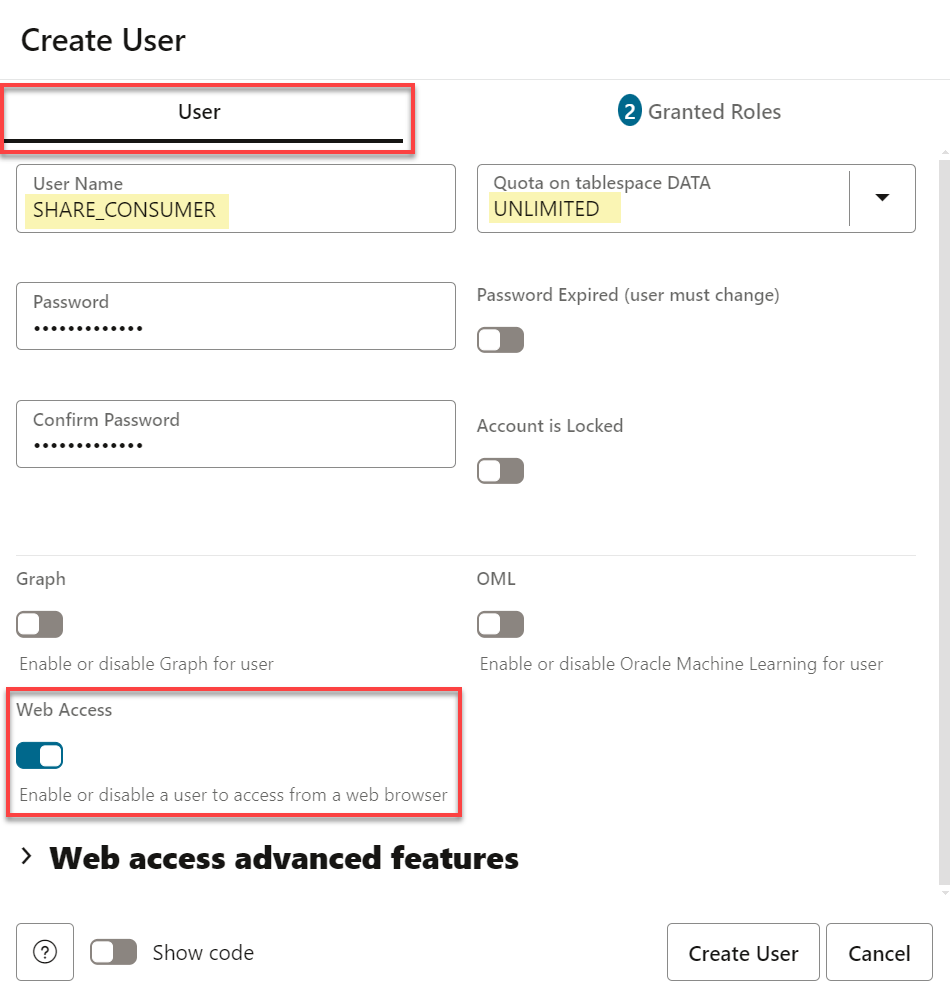 Create User
User
2 Granted Roles
User Name
SHARE_CONSUMER
Quota on tablespace DATA
UNLIMITED
Password
•••••••••••••
Password Expired (user must change)
Confirm Password
•••••••••••••
Account is Locked
Graph
Enable or disable Graph for user
OML
Enable or disable Oracle Machine Learning for user
Web Access
Enable or disable a user to access from a web browser
Web access advanced features
?
Show code
Create User
Cancel